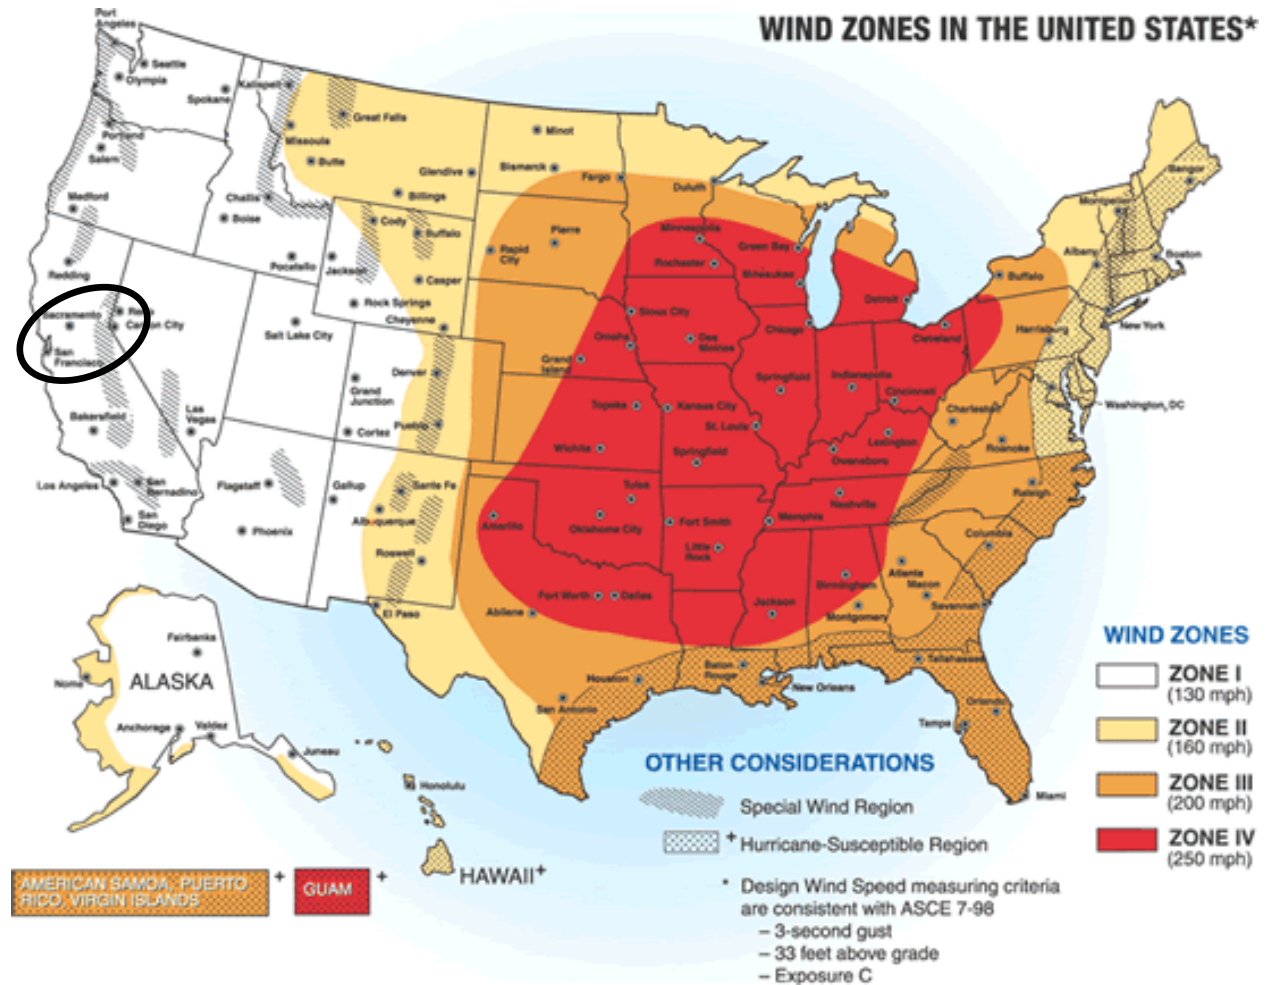 WIND ZONES IN THE UNITED STATES*
Port
Angeles
Seattle
Olympia
Spokane
Kalispell
Great Falls
Missoula
Butte
Glendive
Billings
Minot
Bismarck
Fargo
Duluth
Portland
Salem
Medford
Challis
Boise
Pocatello
Cody
Buffalo
Jackson
Casper
Rock Springs
Cheyenne
Pierre
Rapid
City
Minneapolis
Rochester
Green Bay
Milwaukee
Detroit
Bangor
Montpelier
Albany
Boston
Buffalo
New York
Harrisburg
Washington, DC
Redding
Sacramento
Reno
Carson City
San
Francisco
Salt Lake City
Sioux City
Omaha
Des
Moines
Chicago
Cleveland
Grand
Island
Denver
Grand
Junction
Pueblo
Cortez
Springfield
Indianapolis
Cincinnati
Charleston
Topeka
Kansas City
St. Louis
Lexington
Owensboro
Roanoke
Bakersfield
Las
Vegas
Wichita
Springfield
Los Angeles
San
Bernadino
San
Diego
Flagstaff
Phoenix
Gallup
Sante Fe
Albuquerque
Roswell
El Paso
Amarillo
Tulsa
Oklahoma City
Fort Smith
Little
Rock
Memphis
Nashville
Raleigh
Columbia
Atlanta
Macon
Savannah
Birmingham
Montgomery
Jackson
Fort Worth
Dallas
Abilene
Houston
San Antonio
Baton
Rouge
New Orleans
Tallahassee
Orlando
Tampa
Miami
Fairbanks
Nome
ALASKA
Anchorage
Valdez
Juneau
Honolulu
HAWAII+
AMERICAN SAMOA, PUERTO
RICO, VIRGIN ISLANDS
+
GUAM
+
OTHER CONSIDERATIONS
Special Wind Region
+ Hurricane-Susceptible Region
* Design Wind Speed measuring criteria
are consistent with ASCE 7-98
– 3-second gust
– 33 feet above grade
– Exposure C
WIND ZONES
ZONE I
(130 mph)
ZONE II
(160 mph)
ZONE III
(200 mph)
ZONE IV
(250 mph)